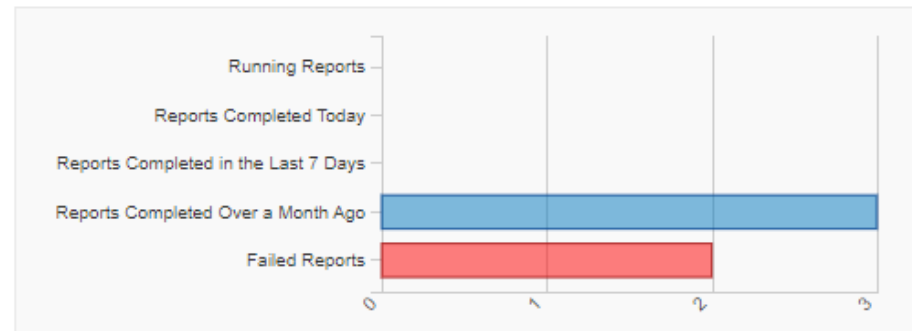 Running Reports
Reports Completed Today
Reports Completed in the Last 7 Days
Reports Completed Over a Month Ago
Failed Reports
0 1 2 3